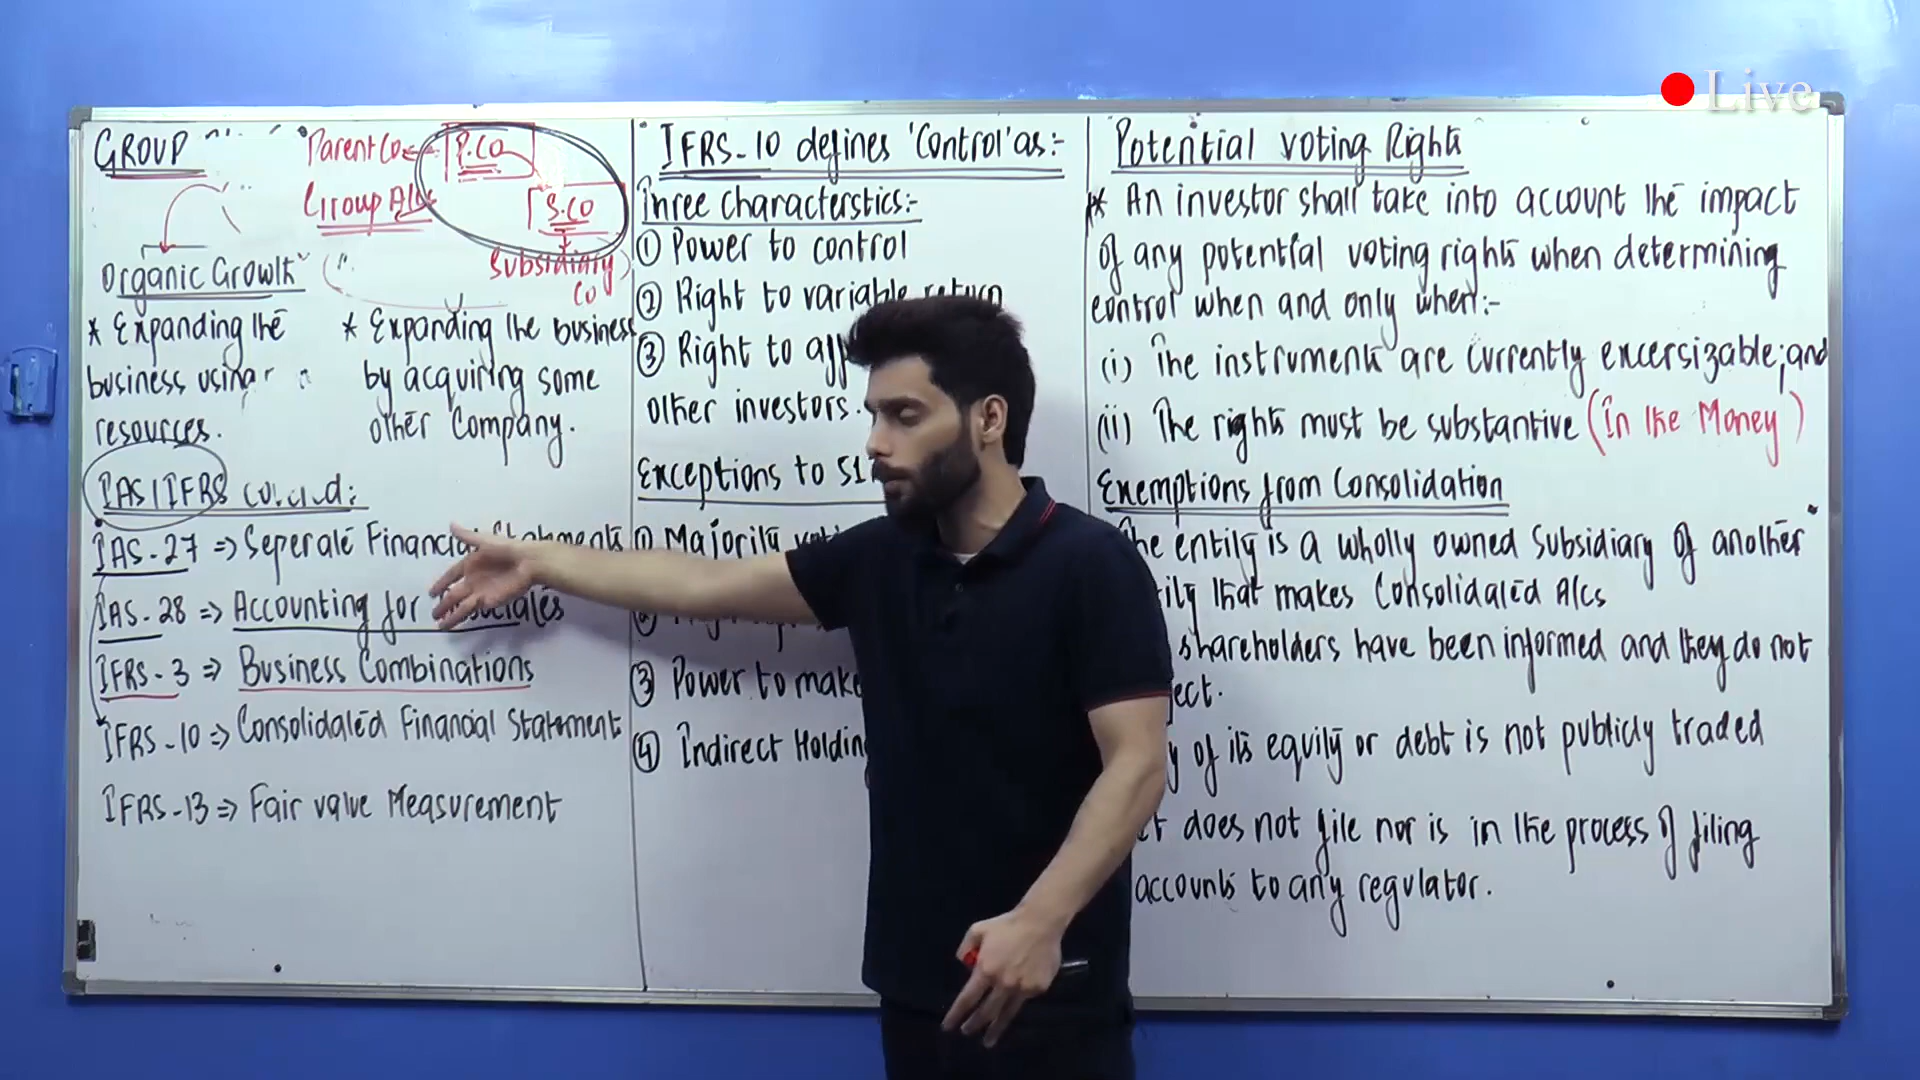 Live
GROUP
Parent Co
P.CO
Group A/cs
S.CO
Subsidiary
Co
Organic Growth
* Expanding the
business using
resources.
* Expanding the business
by acquiring some
other Company.
IAS/IFRS
IAS-27 => Seperate Financial Statements
IAS-28 => Accounting for Associates
IFRS-3 => Business Combinations
IFRS-10 => Consolidated Financial Statement
IFRS-13 => Fair value Measurement
IFRS-10 defines 'Control' as:-
Three Characterstics:-
① Power to control
② Right to variable return
③ Right to
other investors.
Exceptions to
① Majority
②
③ Power to make
④ Indirect Holding
Potential Voting Rights
* An investor shall take into account the impact
of any potential voting rights when determining
control when and only when:-
(i) The instruments are currently excersizable; and
(ii) The rights must be substantive (In the Money)
Exemptions from Consolidation
The entity is a wholly owned subsidiary of another
that makes Consolidated A/cs
shareholders have been informed and they do not
of its equity or debt is not publicly traded
does not file nor is in the process of filing
accounts to any regulator.